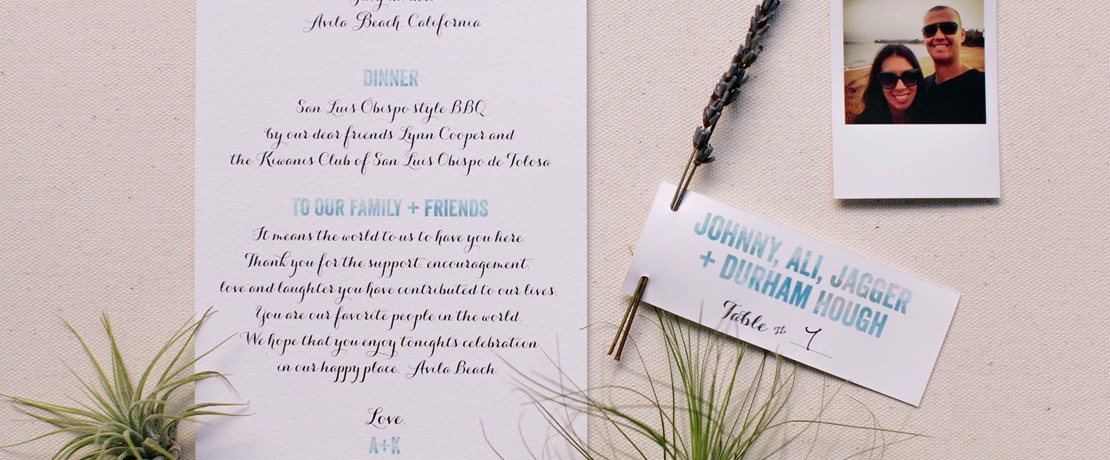 Avila Beach, California
DINNER
San Luis Obispo style BBQ
by our dear friends Lynn Cooper and
the Kiwanis Club of San Luis Obispo de Tolosa
TO OUR FAMILY + FRIENDS
It means the world to us to have you here.
Thank you for the support, encouragement,
love and laughter you have contributed to our lives.
You are our favorite people in the world.
We hope that you enjoy tonight's celebration
in our happy place, Avila Beach.
Love,
A+K
JOHNNY, ALI, JAGGER
+ DURHAM HOUGH
Table № 7